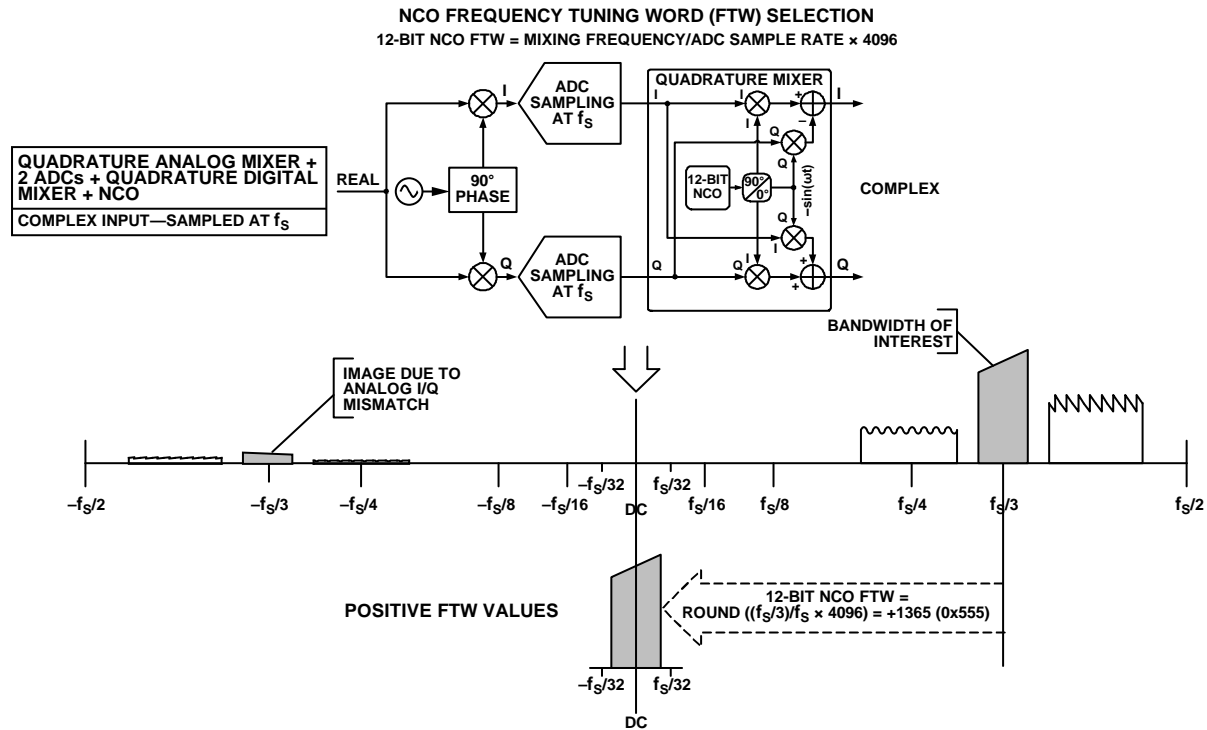 NCO FREQUENCY TUNING WORD (FTW) SELECTION
12-BIT NCO FTW = MIXING FREQUENCY/ADC SAMPLE RATE × 4096
QUADRATURE ANALOG MIXER +
2 ADCs + QUADRATURE DIGITAL
MIXER + NCO
COMPLEX INPUT—SAMPLED AT fS
REAL
90°
PHASE
I
Q
ADC
SAMPLING
AT fS
ADC
SAMPLING
AT fS
QUADRATURE MIXER
I
I
I
+
I
–
Q
Q
12-BIT
NCO
90°
0°
–sin(ωt)
Q
I
Q
Q
I
Q
+
+
Q
COMPLEX
BANDWIDTH OF
INTEREST
IMAGE DUE TO
ANALOG I/Q
MISMATCH
–fS/2
–fS/3
–fS/4
–fS/8
–fS/16
–fS/32
DC
fS/32
fS/16
fS/8
fS/4
fS/3
fS/2
POSITIVE FTW VALUES
12-BIT NCO FTW =
ROUND ((fS/3)/fS × 4096) = +1365 (0x555)
–fS/32
fS/32
DC